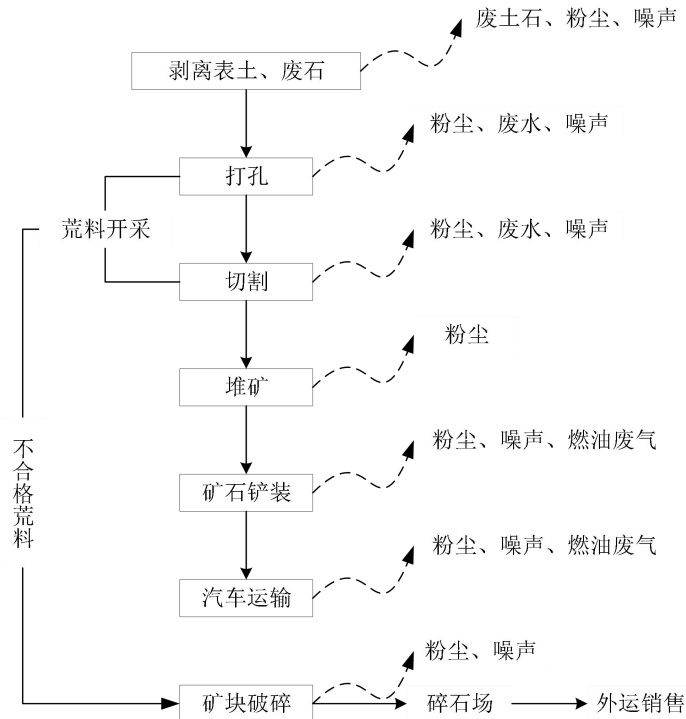 废土石、粉尘、噪声
剥离表土、废石
粉尘、废水、噪声
打孔
荒料开采
粉尘、废水、噪声
切割
粉尘
堆矿
粉尘、噪声、燃油废气
不合格荒料
矿石铲装
粉尘、噪声、燃油废气
汽车运输
粉尘、噪声
矿块破碎
碎石场
外运销售